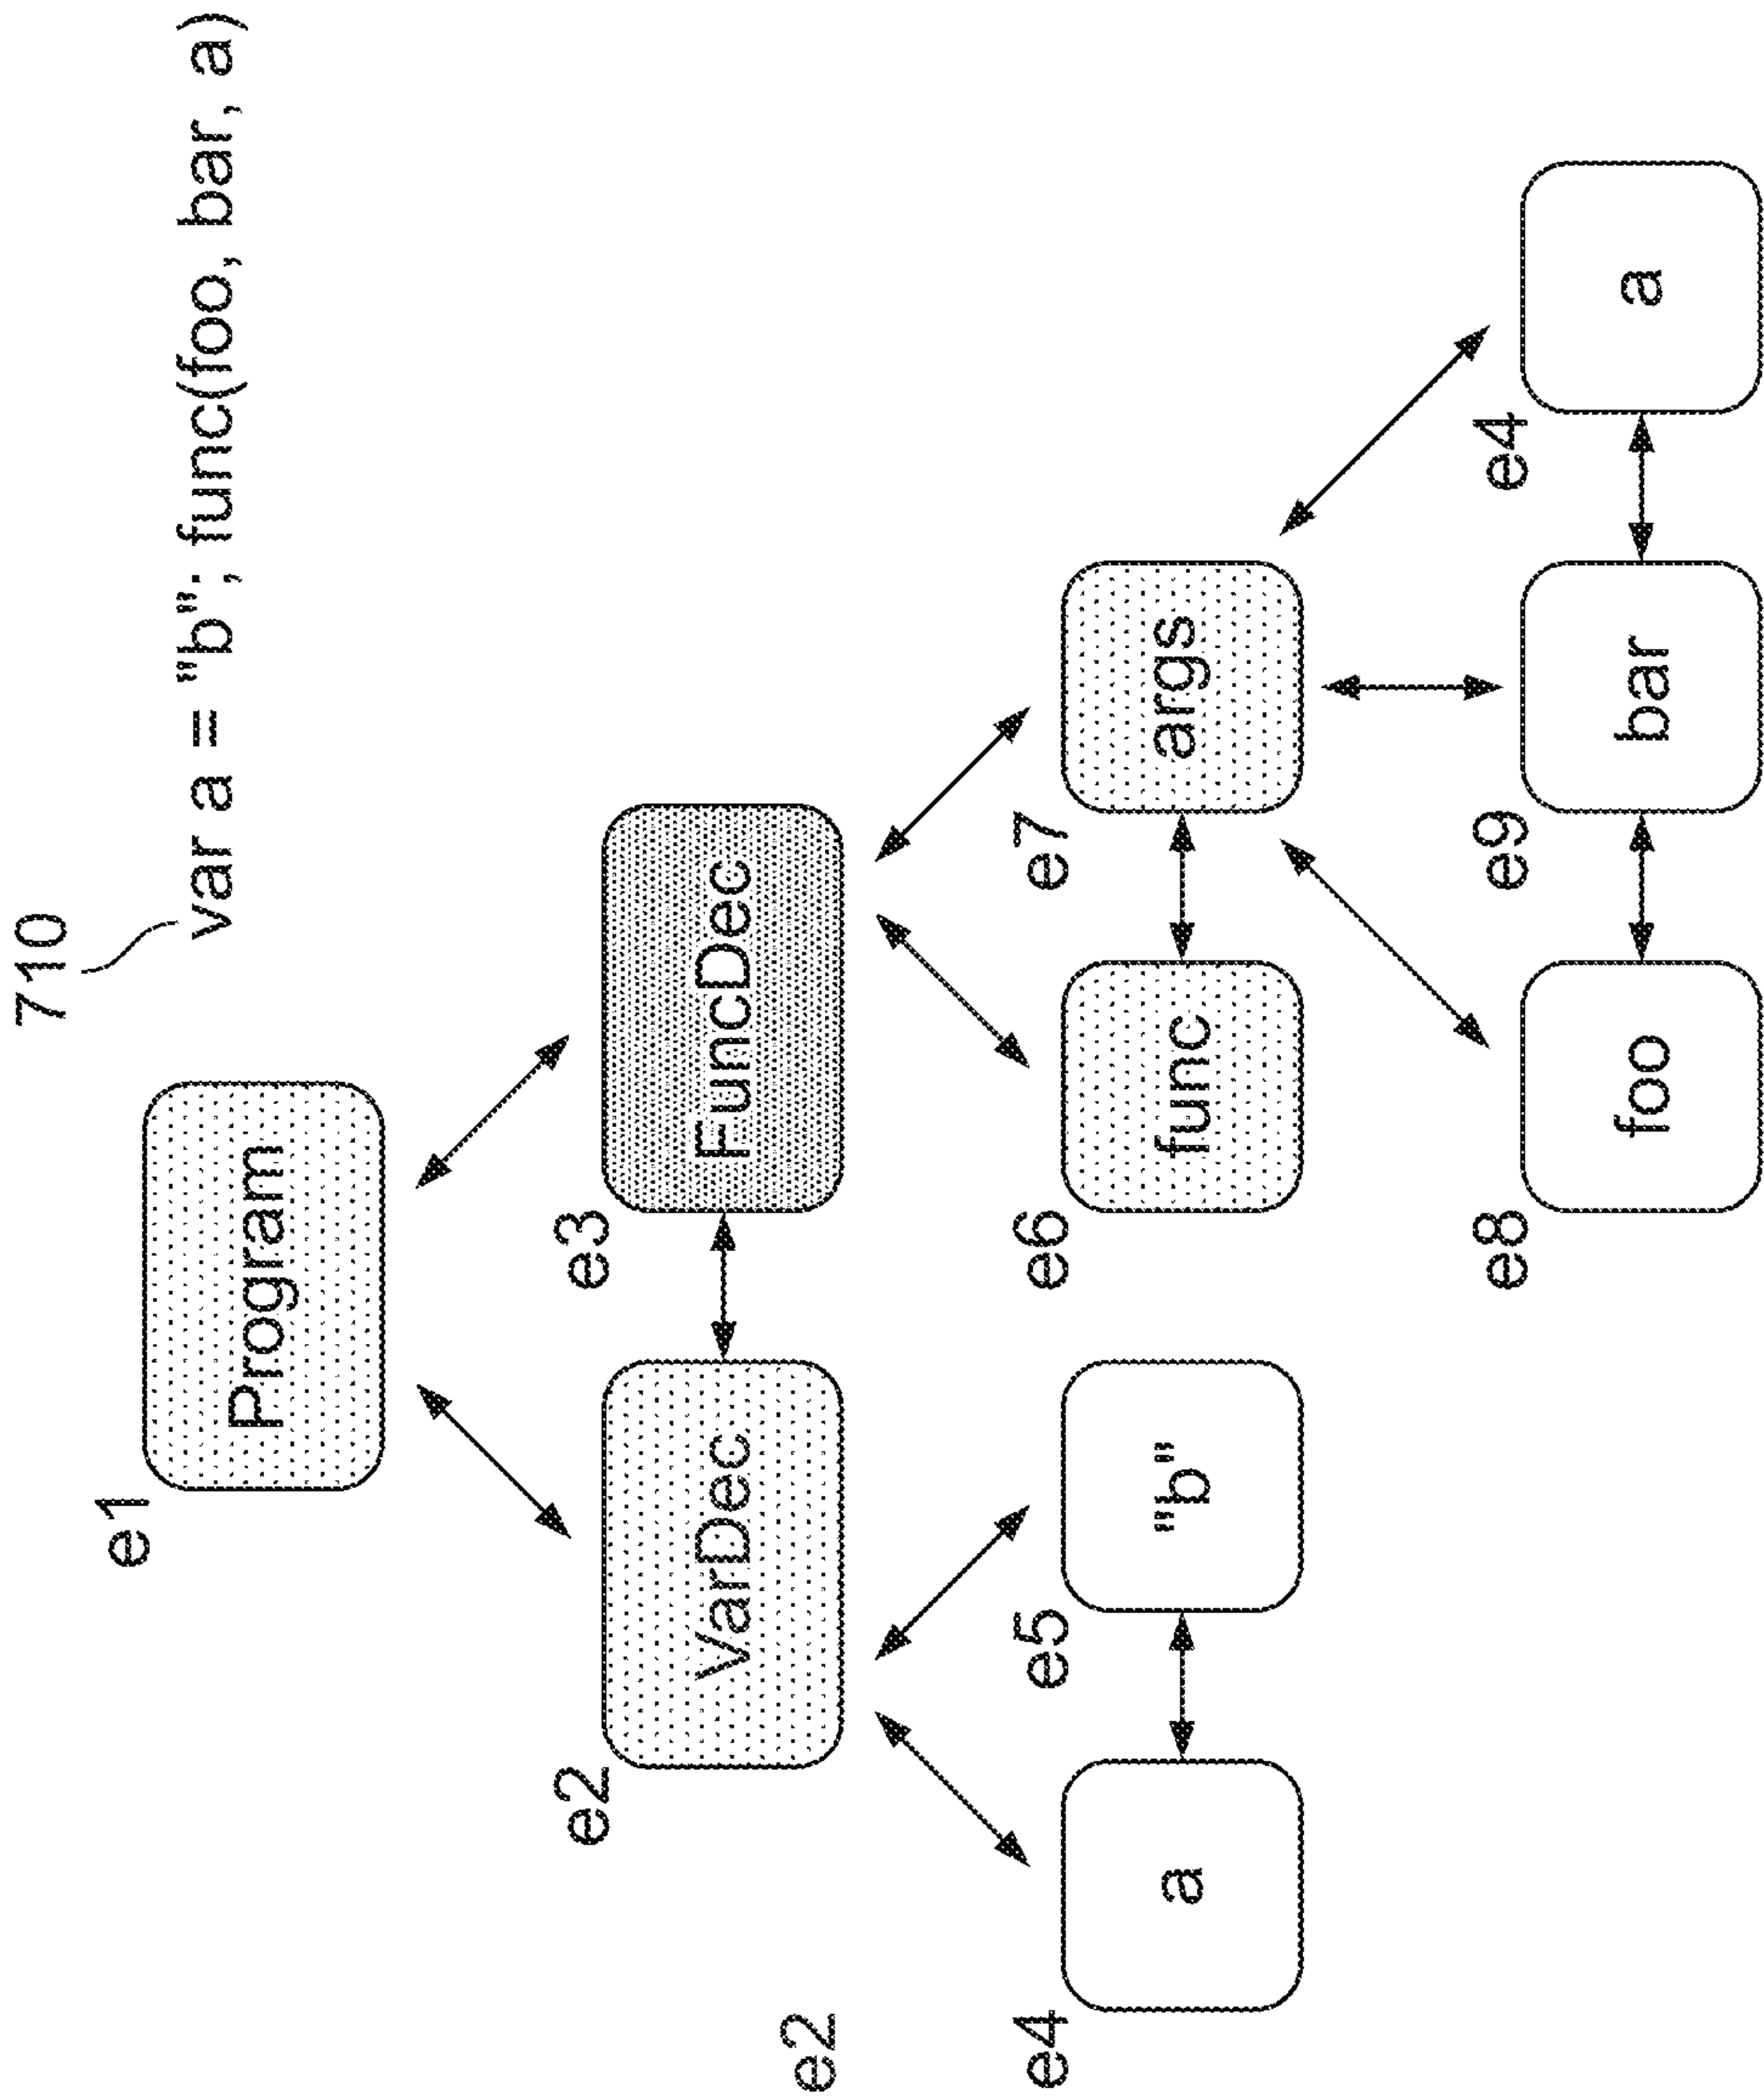 710
var a = "b"; func(foo, bar, a)
e1
Program
e2
VarDec
e3
FuncDec
e2
e4
a
e5
"b"
e6
func
e7
args
e8
foo
e9
bar
e4
a